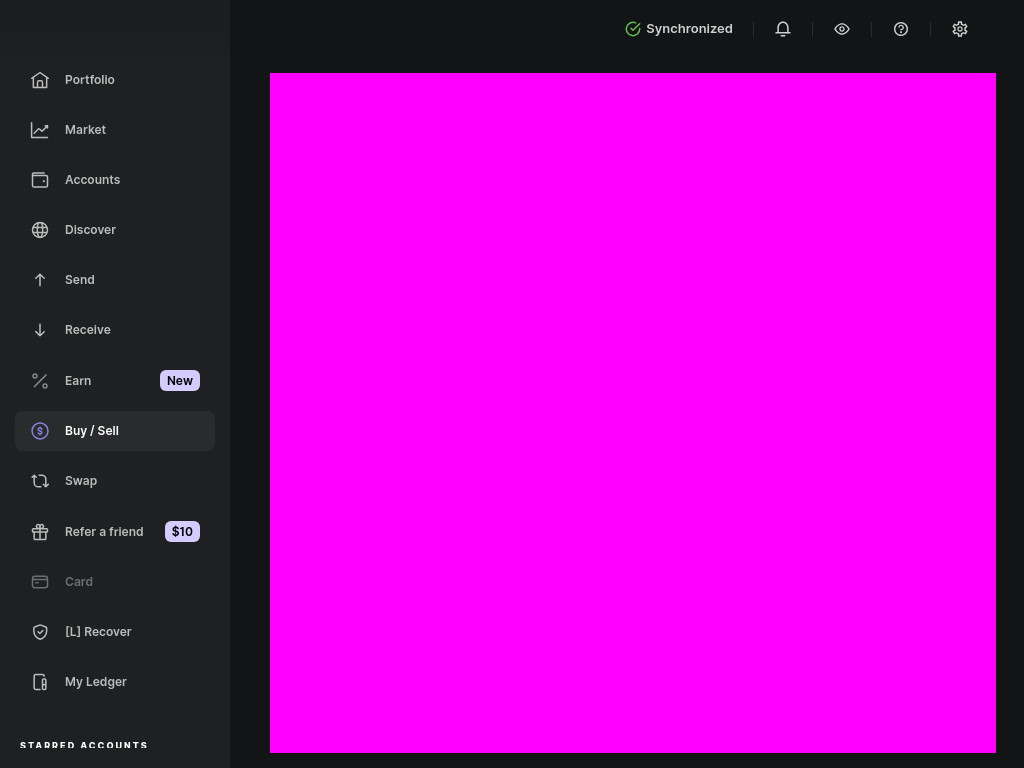 Synchronized
Portfolio
Market
Accounts
Discover
Send
Receive
Earn
New
Buy / Sell
Swap
Refer a friend
$10
Card
[L] Recover
My Ledger
STARRED ACCOUNTS